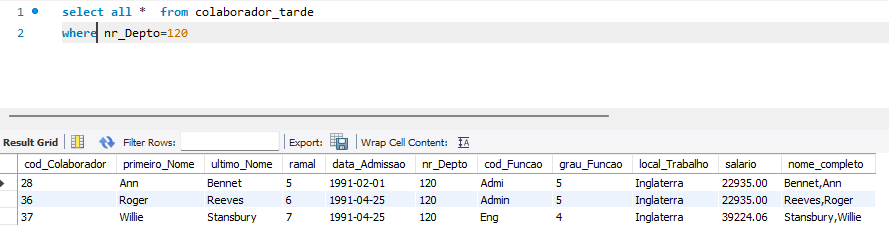 1 select all * from colaborador_tarde
2 where nr_Depto=120
Result Grid Filter Rows: Export: Wrap Cell Content:
cod_Colaborador primeiro_Nome ultimo_Nome ramal data_Admissao nr_Depto cod_Funcao grau_Funcao local_Trabalho salario nome_completo
28 Ann Bennet 5 1991-02-01 120 Admi 5 Inglaterra 22935.00 Bennet,Ann
36 Roger Reeves 6 1991-04-25 120 Admin 5 Inglaterra 22935.00 Reeves,Roger
37 Willie Stansbury 7 1991-04-25 120 Eng 4 Inglaterra 39224.06 Stansbury,Willie